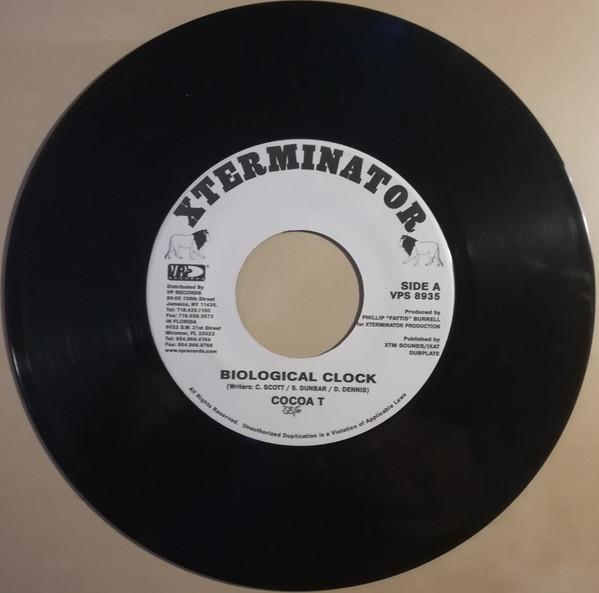 XTERMINATOR
VP
RECORDS
Distributed By
VP RECORDS
89-05 138th Street
Jamaica, NY 11435.
Tel: 718.425.1100
Fax: 718.658.3573
IN FLORIDA
6022 S.W. 21st Street
Miramar, FL 33023
Tel: 954.966.4744
Fax: 954.966.8766
www.vprecords.com
SIDE A
VPS 8935
Produced by
PHILLIP "FATTIS" BURRELL
for XTERMINATOR PRODUCTION
Published by
XTM SOUNDS/IXAT
DUBPLATE
BIOLOGICAL CLOCK
(Writers: C. SCOTT / S. DUNBAR / D. DENNIS)
COCOA T
All Rights Reserved. Unauthorized Duplication is a Violation of Applicable Laws